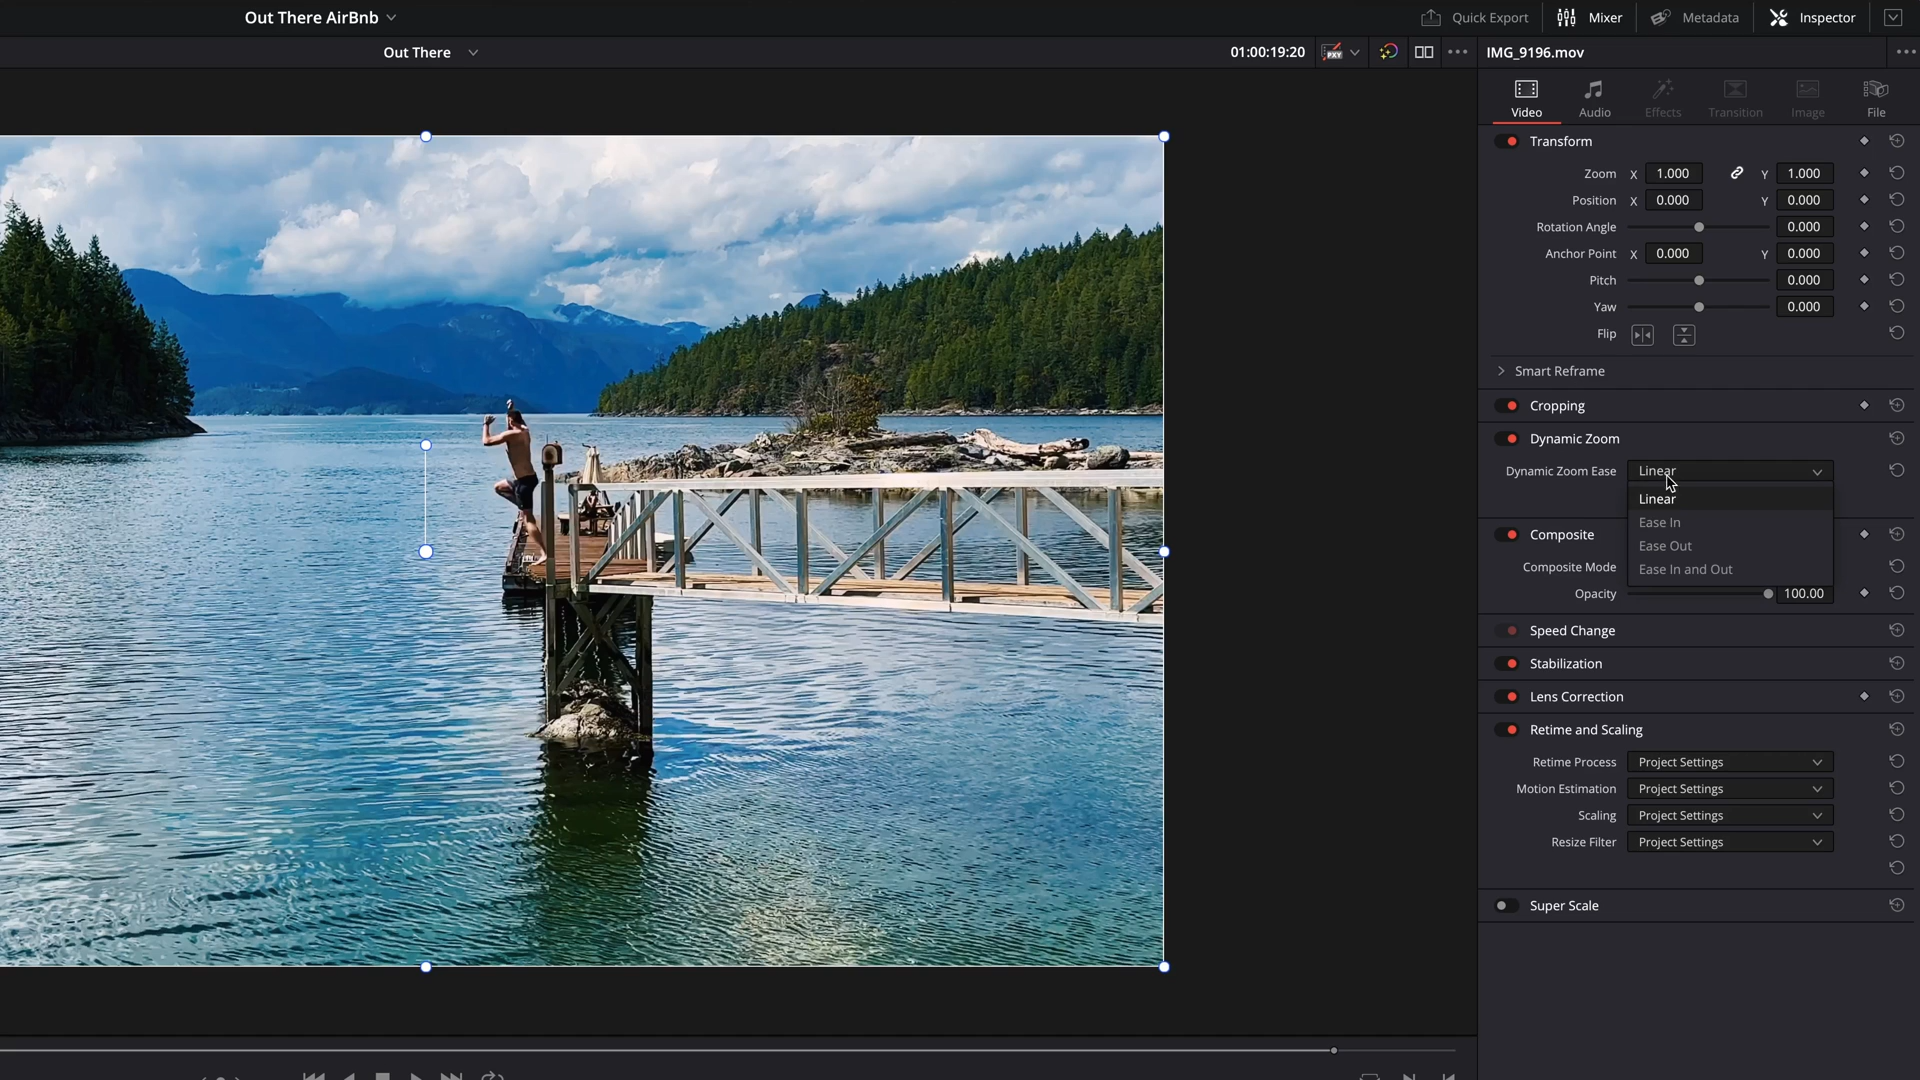 Out There AirBnb
Quick Export
Mixer
Metadata
Inspector
Out There
01:00:19:20
PXY
IMG_9196.mov
Video
Audio
Effects
Transition
Image
File
Transform
Zoom X 1.000 Y 1.000
Position X 0.000 Y 0.000
Rotation Angle 0.000
Anchor Point X 0.000 Y 0.000
Pitch 0.000
Yaw 0.000
Flip
Smart Reframe
Cropping
Dynamic Zoom
Dynamic Zoom Ease Linear
Linear
Ease In
Ease Out
Ease In and Out
Composite
Composite Mode
Opacity 100.00
Speed Change
Stabilization
Lens Correction
Retime and Scaling
Retime Process Project Settings
Motion Estimation Project Settings
Scaling Project Settings
Resize Filter Project Settings
Super Scale